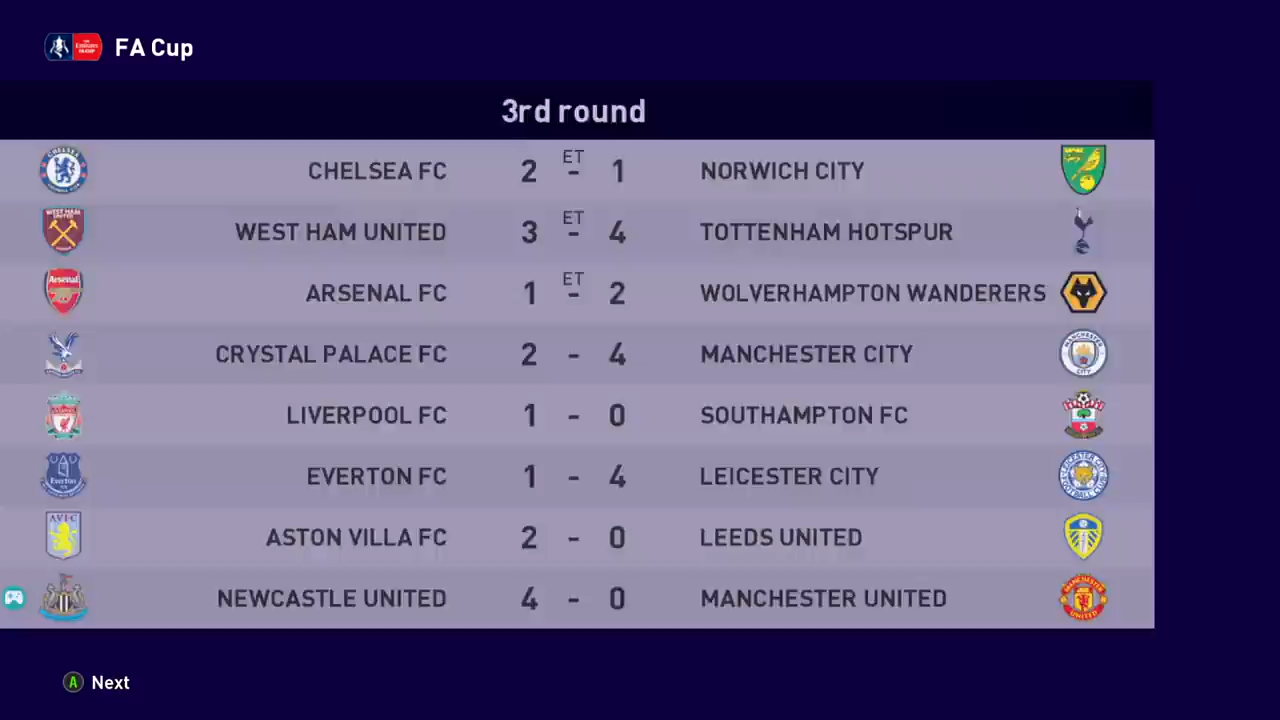 FA Cup
3rd round
CHELSEA FC 2 ET - 1 NORWICH CITY
WEST HAM UNITED 3 ET - 4 TOTTENHAM HOTSPUR
ARSENAL FC 1 ET - 2 WOLVERHAMPTON WANDERERS
CRYSTAL PALACE FC 2 - 4 MANCHESTER CITY
LIVERPOOL FC 1 - 0 SOUTHAMPTON FC
EVERTON FC 1 - 4 LEICESTER CITY
ASTON VILLA FC 2 - 0 LEEDS UNITED
NEWCASTLE UNITED 4 - 0 MANCHESTER UNITED
A Next